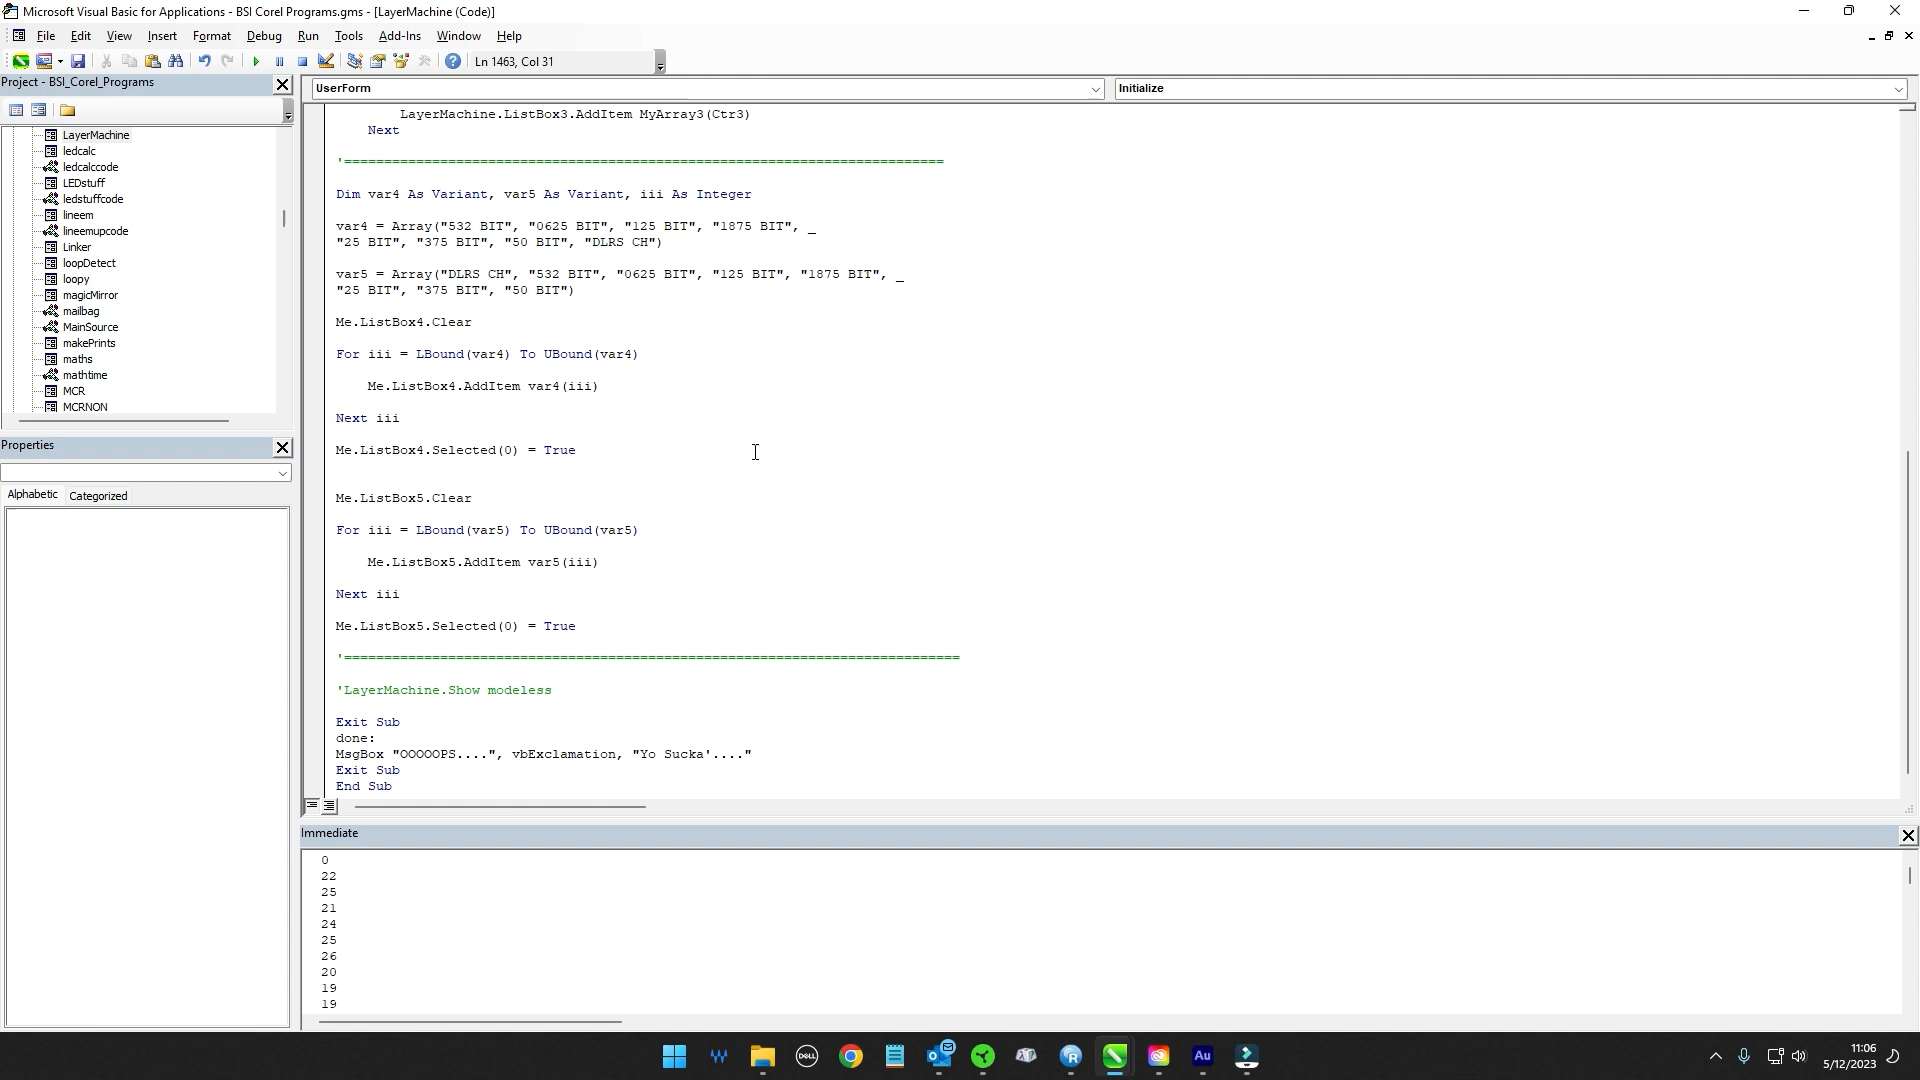 Microsoft Visual Basic for Applications - BSI Corel Programs.gms - [LayerMachine (Code)]
File Edit View Insert Format Debug Run Tools Add-Ins Window Help
Ln 1463, Col 31
Project - BSI_Corel_Programs
LayerMachine
ledcalc
ledcalccode
LEDstuff
ledstuffcode
lineem
lineemupcode
Linker
loopDetect
loopy
magicMirror
mailbag
MainSource
makePrints
maths
mathtime
MCR
MCRNON
Properties
Alphabetic Categorized
UserForm Initialize
LayerMachine.ListBox3.AddItem MyArray3(Ctr3)
Next
'===========================================================================
Dim var4 As Variant, var5 As Variant, iii As Integer
var4 = Array("532 BIT", "0625 BIT", "125 BIT", "1875 BIT", _
"25 BIT", "375 BIT", "50 BIT", "DLRS CH")
var5 = Array("DLRS CH", "532 BIT", "0625 BIT", "125 BIT", "1875 BIT", _
"25 BIT", "375 BIT", "50 BIT")
Me.ListBox4.Clear
For iii = LBound(var4) To UBound(var4)
Me.ListBox4.AddItem var4(iii)
Next iii
Me.ListBox4.Selected(0) = True
Me.ListBox5.Clear
For iii = LBound(var5) To UBound(var5)
Me.ListBox5.AddItem var5(iii)
Next iii
Me.ListBox5.Selected(0) = True
'=============================================================================
'LayerMachine.Show modeless
Exit Sub
done:
MsgBox "OOOOOPS....", vbExclamation, "Yo Sucka'...."
Exit Sub
End Sub
Immediate
0
22
25
21
24
25
26
20
19
19
DELL
Au
11:06
5/12/2023